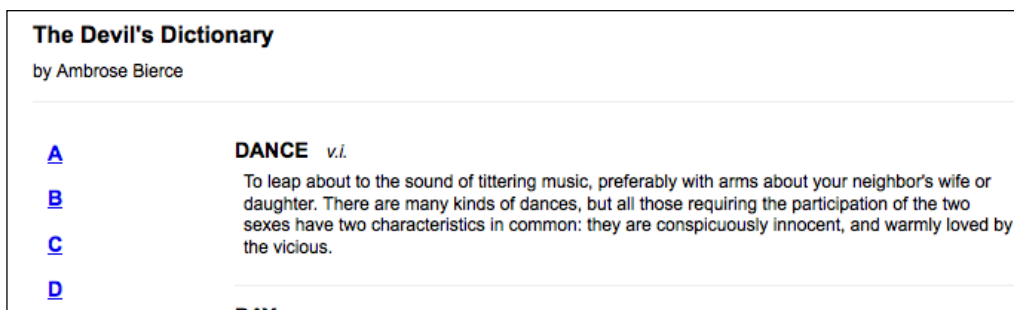 The Devil's Dictionary
by Ambrose Bierce
A
B
C
D
DANCE v.i.
To leap about to the sound of tittering music, preferably with arms about your neighbor's wife or
daughter. There are many kinds of dances, but all those requiring the participation of the two
sexes have two characteristics in common: they are conspicuously innocent, and warmly loved by
the vicious.